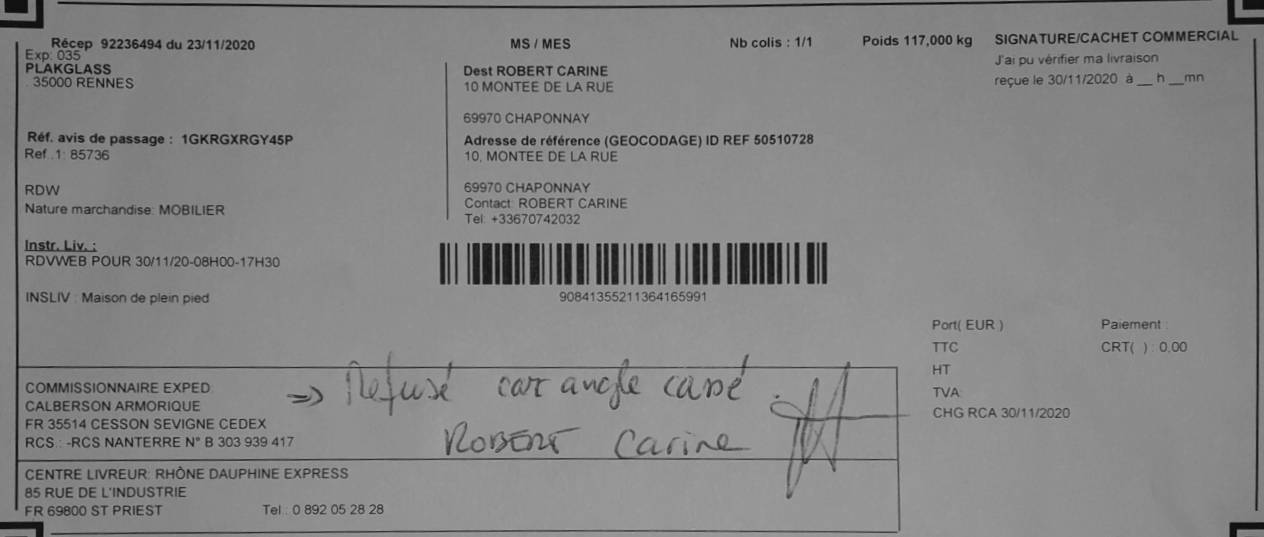 Récep 92236494 du 23/11/2020
MS / MES
Nb colis : 1/1
Poids 117,000 kg
SIGNATURE/CACHET COMMERCIAL
Exp: 035
PLAKGLASS
35000 RENNES
J'ai pu vérifier ma livraison
reçue le 30/11/2020 à __ h __mn
Dest ROBERT CARINE
10 MONTEE DE LA RUE
69970 CHAPONNAY
Réf. avis de passage : 1GKRGXRGY45P
Ref..1: 85736
Adresse de référence (GEOCODAGE) ID REF 50510728
10, MONTEE DE LA RUE
69970 CHAPONNAY
Contact: ROBERT CARINE
Tel: +33670742032
RDW
Nature marchandise: MOBILIER
Instr. Liv. :
RDVWEB POUR 30/11/20-08H00-17H30
INSLIV : Maison de plein pied
90841355211364165991
Port( EUR )
Paiement :
TTC
CRT( ) : 0,00
HT
TVA
CHG RCA 30/11/2020
COMMISSIONNAIRE EXPED
CALBERSON ARMORIQUE
FR 35514 CESSON SEVIGNE CEDEX
RCS : -RCS NANTERRE N° B 303 939 417
=> Refusé car angle cassé.
ROBERT Carine
CENTRE LIVREUR: RHÔNE DAUPHINE EXPRESS
85 RUE DE L'INDUSTRIE
FR 69800 ST PRIEST
Tel.: 0 892 05 28 28